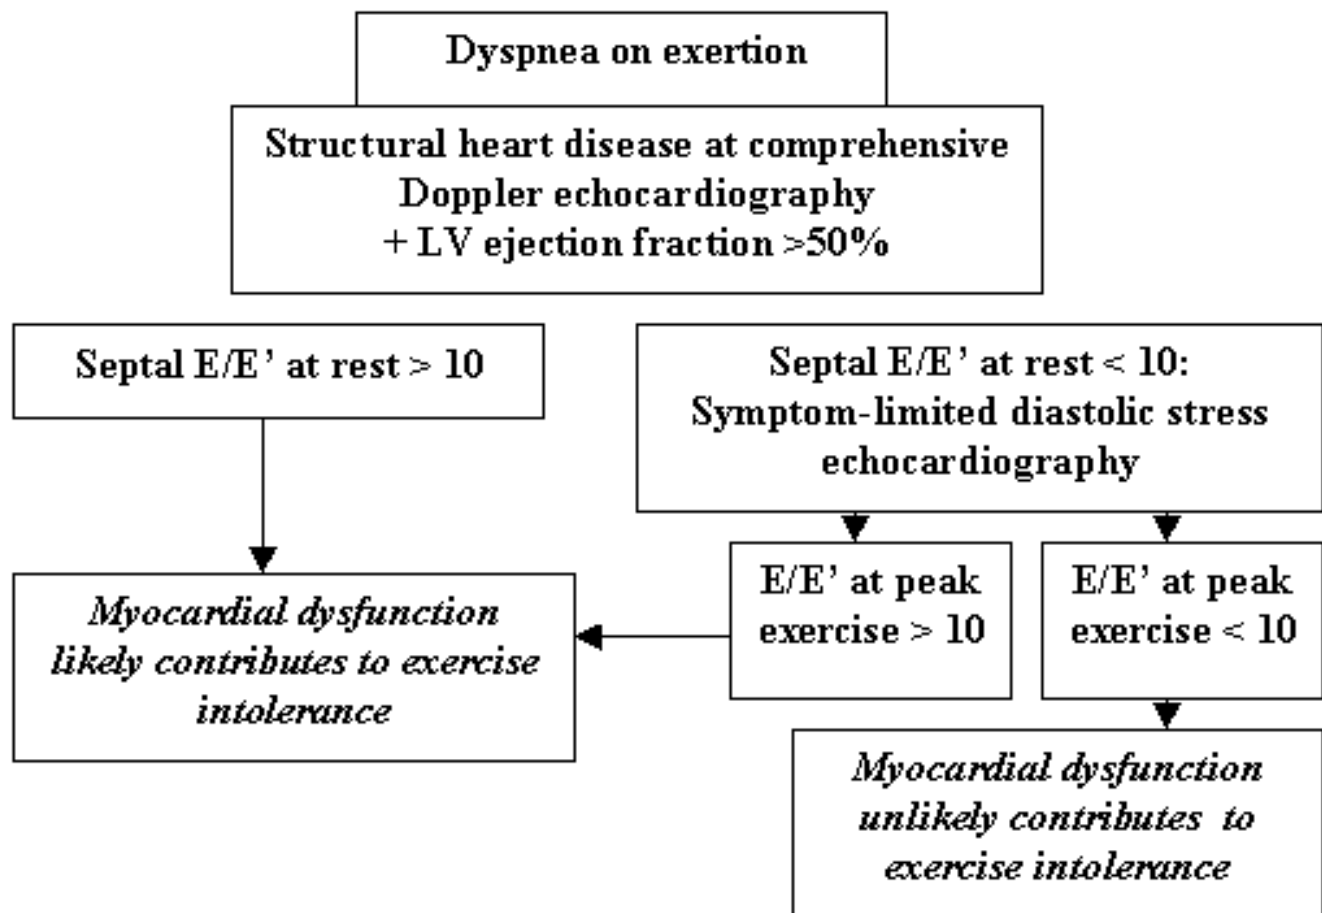 Dyspnea on exertion
Structural heart disease at comprehensive
Doppler echocardiography
+ LV ejection fraction >50%
Septal E/E’ at rest > 10
Septal E/E’ at rest < 10:
Symptom-limited diastolic stress
echocardiography
E/E’ at peak
exercise > 10
E/E’ at peak
exercise < 10
Myocardial dysfunction
likely contributes to exercise
intolerance
Myocardial dysfunction
unlikely contributes to
exercise intolerance